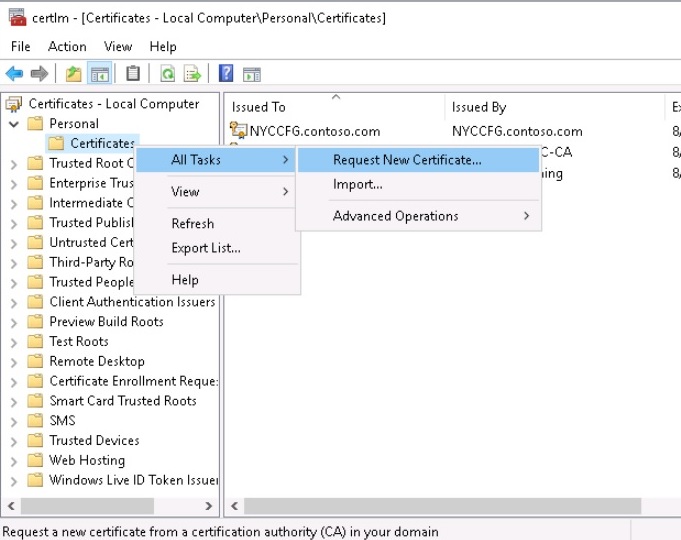 certlm - [Certificates - Local Computer\Personal\Certificates]
File Action View Help
Certificates - Local Computer
Personal
Certificates
Trusted Root C
Enterprise Trus
Intermediate C
Trusted Publis
Untrusted Cert
Third-Party Ro
Trusted People
Client Authentication Issuers
Preview Build Roots
Test Roots
Remote Desktop
Certificate Enrollment Reque
Smart Card Trusted Roots
SMS
Trusted Devices
Web Hosting
Windows Live ID Token Issuer
Issued To Issued By E
NYCCFG.contoso.com NYCCFG.contoso.com 8/
C-CA 8/
ning 8/
All Tasks
View
Refresh
Export List...
Help
Request New Certificate...
Import...
Advanced Operations
Request a new certificate from a certification authority (CA) in your domain